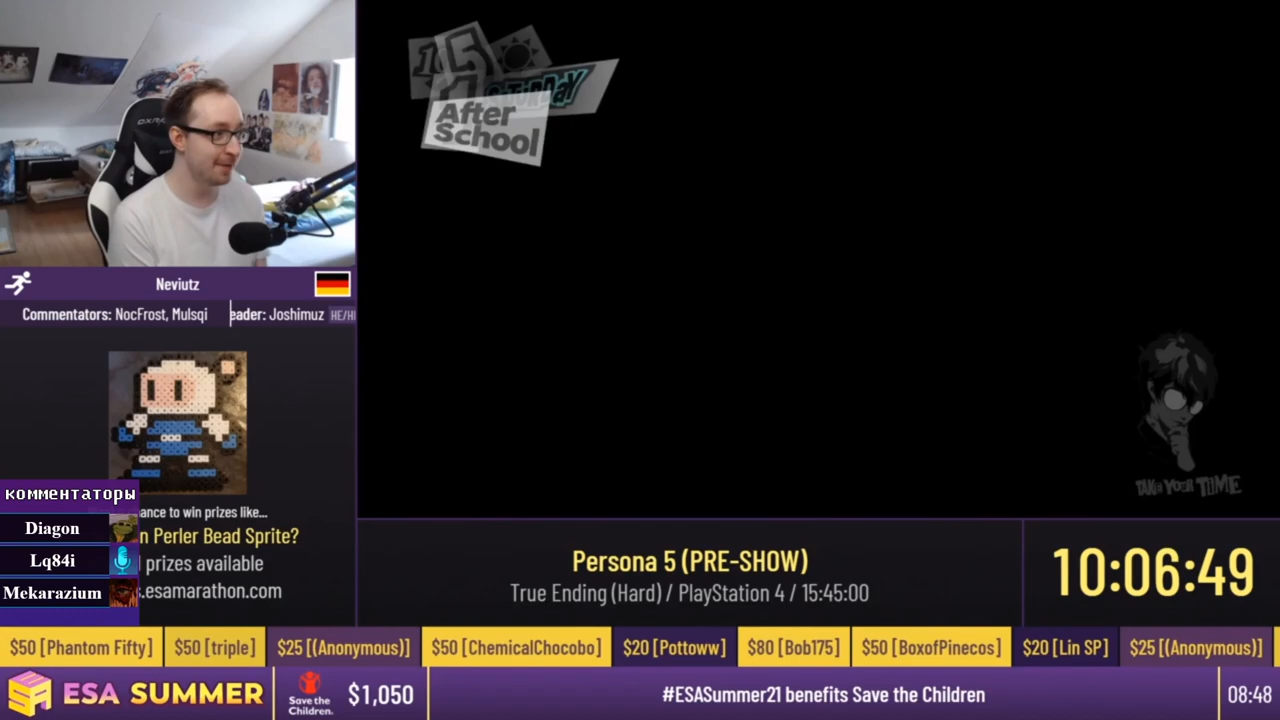 10/5
SATURDAY
After
School
TAKE YOUR TIME
Neviutz
Commentators: NocFrost, Mulsqi
eader: Joshimuz HE/HI
комментаторы
Diagon
Lq84i
Mekarazium
ance to win prizes like...
n Perler Bead Sprite?
prizes available
.esamarathon.com
Persona 5 (PRE-SHOW)
True Ending (Hard) / PlayStation 4 / 15:45:00
10:06:49
$50 [Phantom Fifty]
$50 [triple]
$25 [(Anonymous)]
$50 [ChemicalChocobo]
$20 [Pottoww]
$80 [Bob175]
$50 [BoxofPinecos]
$20 [Lin SP]
$25 [(Anonymous)]
ESA SUMMER
Save the
Children.
$1,050
#ESASummer21 benefits Save the Children
08:48